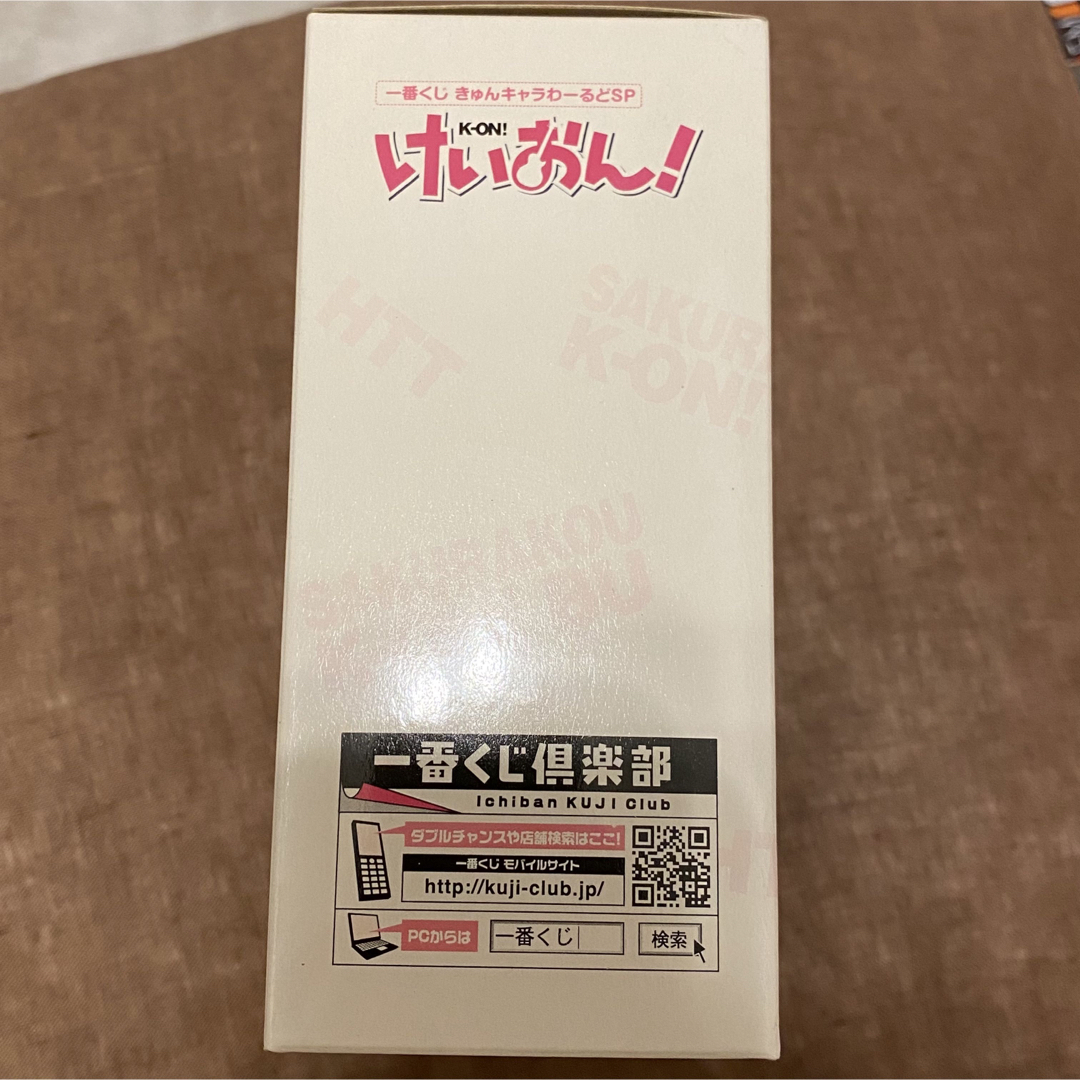 一番くじ きゅんキャラわーるどSP
K-ON!
けいおん!
HTT
SAKUR
K-ON!
SAKURAKOU
一番くじ倶楽部
Ichiban KUJI Club
ダブルチャンスや店舗検索はここ!
一番くじ モバイルサイト
http://kuji-club.jp/
PCからは
一番くじ
検索